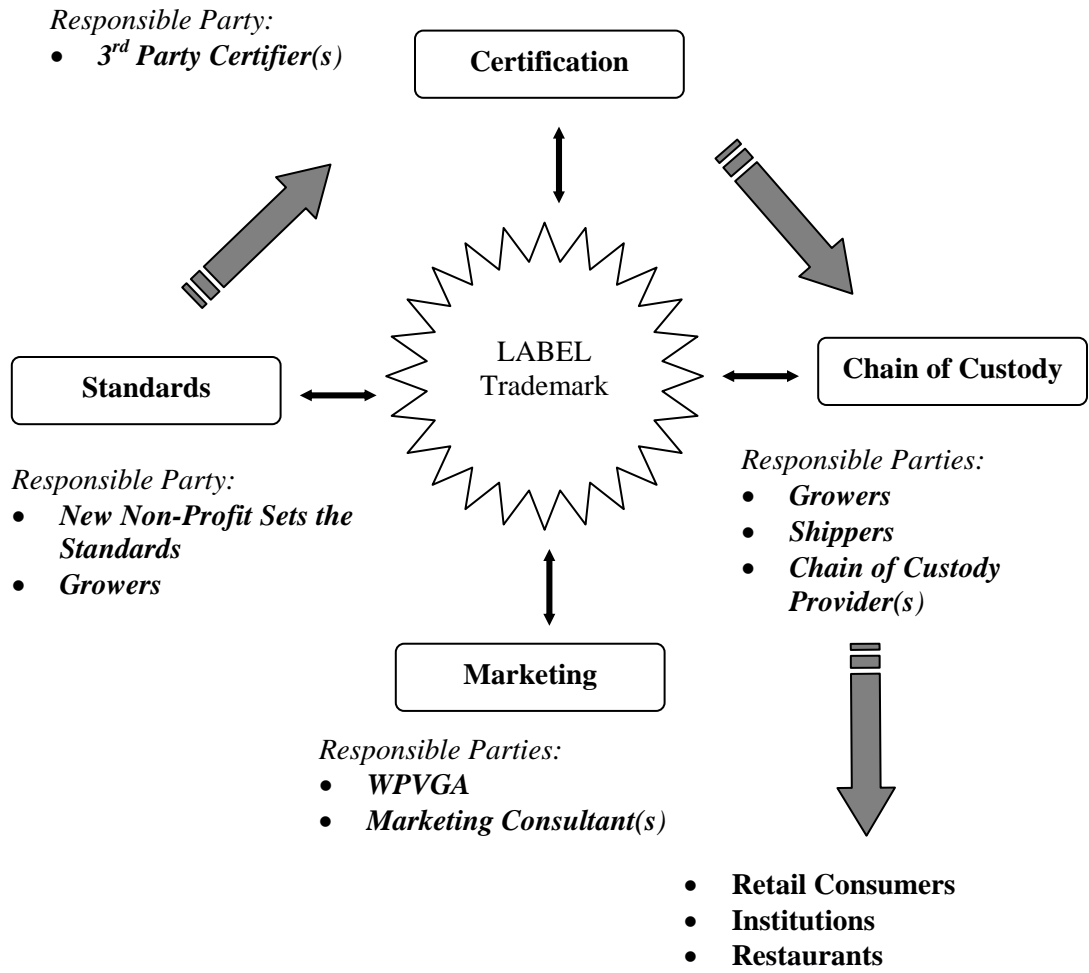 Responsible Party:
• 3rd Party Certifier(s)
Certification
LABEL
Trademark
Standards
Chain of Custody
Responsible Party:
• New Non-Profit Sets the
Standards
• Growers
Responsible Parties:
• Growers
• Shippers
• Chain of Custody
Provider(s)
Marketing
Responsible Parties:
• WPVGA
• Marketing Consultant(s)
• Retail Consumers
• Institutions
• Restaurants